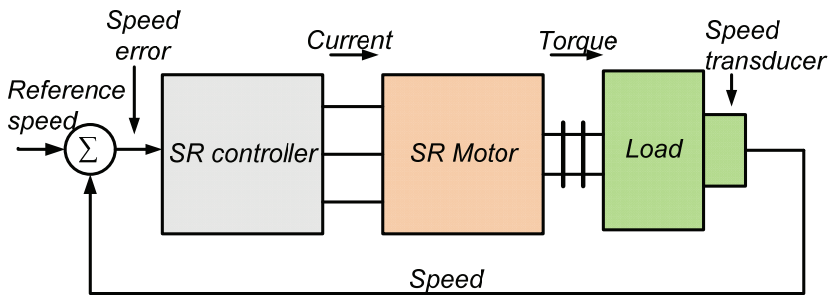 Speed
error
Current
Torque
Speed
transducer
Reference
speed
Σ
SR controller
SR Motor
Load
Speed